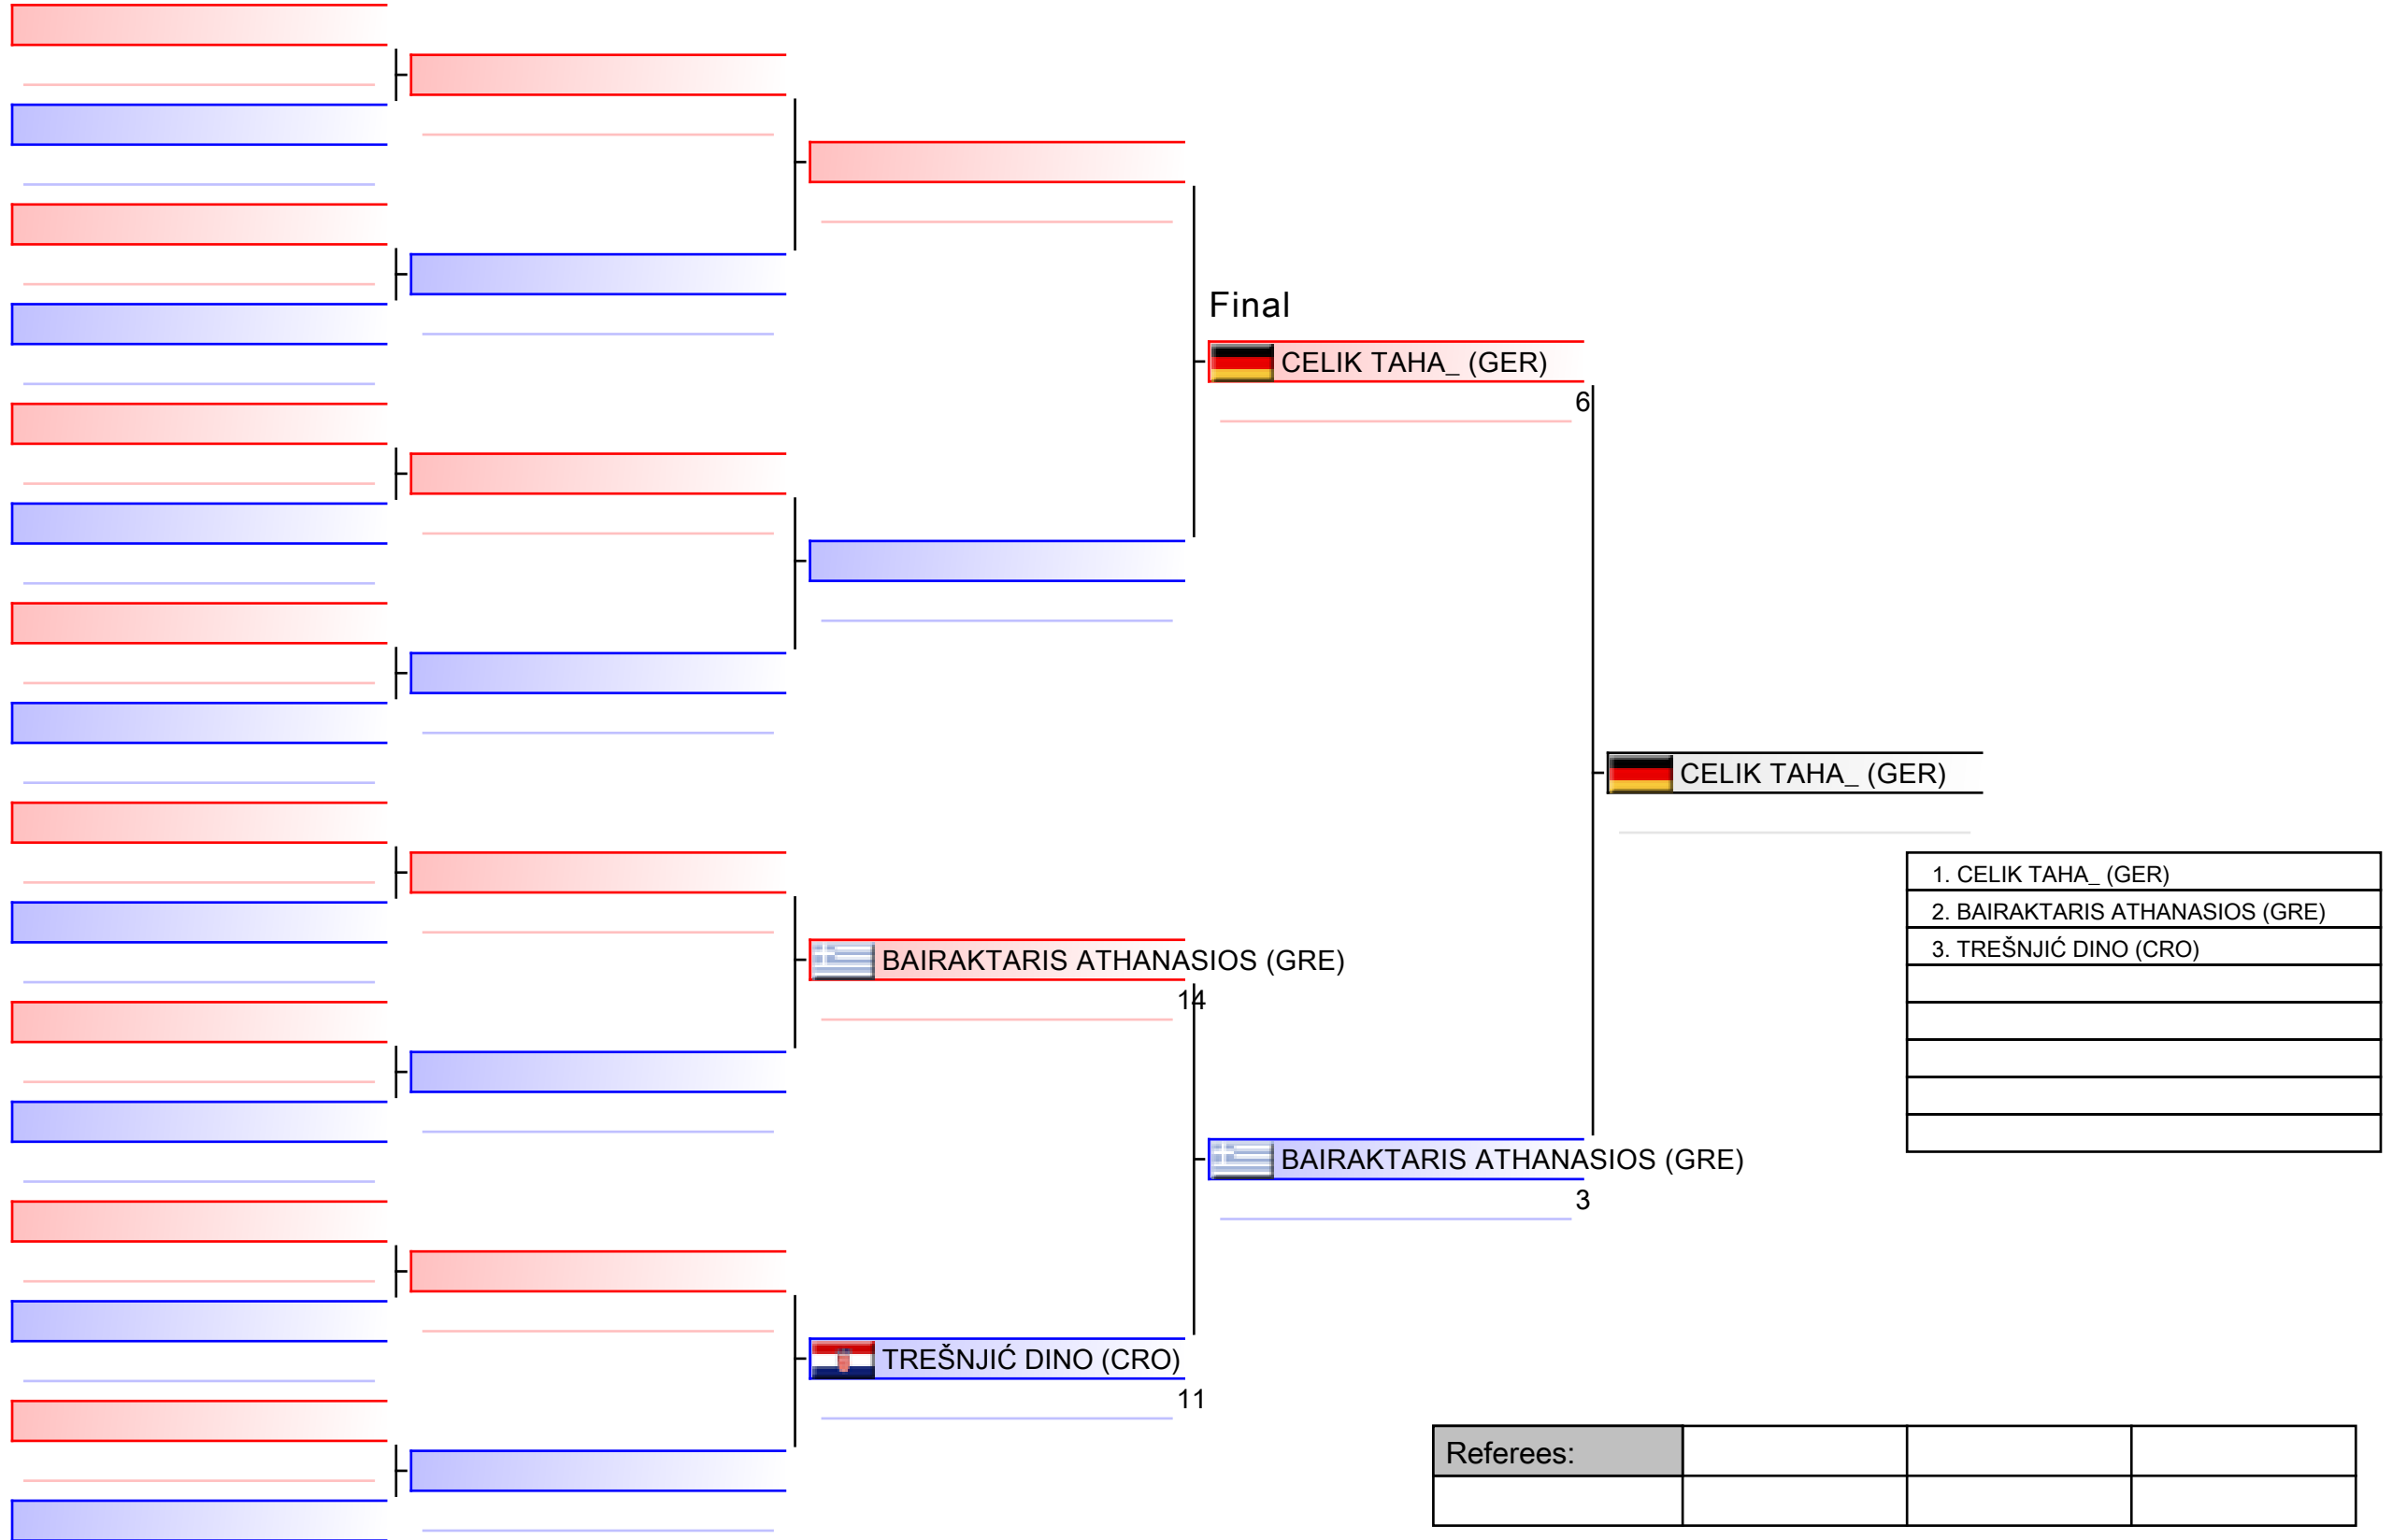 Final
CELIK TAHA_ (GER)
6
CELIK TAHA_ (GER)
1. CELIK TAHA_ (GER)
2. BAIRAKTARIS ATHANASIOS (GRE)
3. TREŠNJIĆ DINO (CRO)
BAIRAKTARIS ATHANASIOS (GRE)
14
BAIRAKTARIS ATHANASIOS (GRE)
3
TREŠNJIĆ DINO (CRO)
11
Referees: